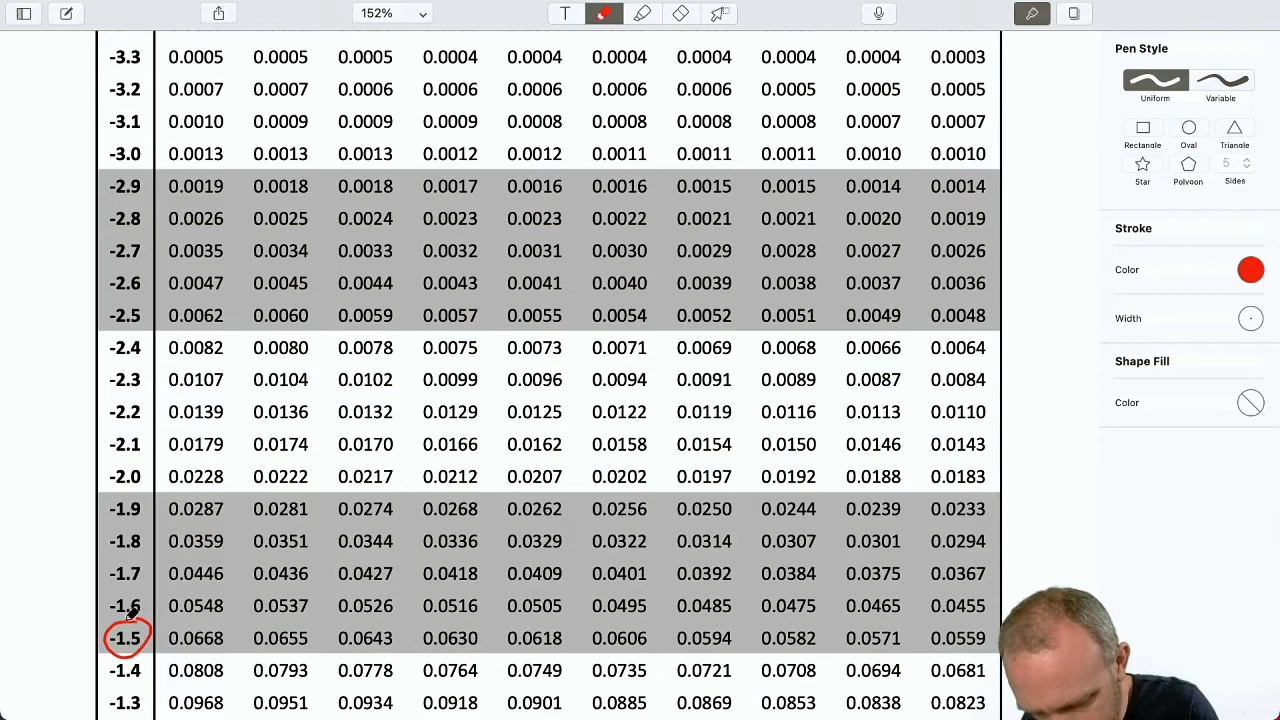 152%
T
Pen Style
-3.3 0.0005 0.0005 0.0005 0.0004 0.0004 0.0004 0.0004 0.0004 0.0004 0.0003
-3.2 0.0007 0.0007 0.0006 0.0006 0.0006 0.0006 0.0006 0.0005 0.0005 0.0005
-3.1 0.0010 0.0009 0.0009 0.0009 0.0008 0.0008 0.0008 0.0008 0.0007 0.0007
-3.0 0.0013 0.0013 0.0013 0.0012 0.0012 0.0011 0.0011 0.0011 0.0010 0.0010
-2.9 0.0019 0.0018 0.0018 0.0017 0.0016 0.0016 0.0015 0.0015 0.0014 0.0014
-2.8 0.0026 0.0025 0.0024 0.0023 0.0023 0.0022 0.0021 0.0021 0.0020 0.0019
-2.7 0.0035 0.0034 0.0033 0.0032 0.0031 0.0030 0.0029 0.0028 0.0027 0.0026
-2.6 0.0047 0.0045 0.0044 0.0043 0.0041 0.0040 0.0039 0.0038 0.0037 0.0036
-2.5 0.0062 0.0060 0.0059 0.0057 0.0055 0.0054 0.0052 0.0051 0.0049 0.0048
-2.4 0.0082 0.0080 0.0078 0.0075 0.0073 0.0071 0.0069 0.0068 0.0066 0.0064
-2.3 0.0107 0.0104 0.0102 0.0099 0.0096 0.0094 0.0091 0.0089 0.0087 0.0084
-2.2 0.0139 0.0136 0.0132 0.0129 0.0125 0.0122 0.0119 0.0116 0.0113 0.0110
-2.1 0.0179 0.0174 0.0170 0.0166 0.0162 0.0158 0.0154 0.0150 0.0146 0.0143
-2.0 0.0228 0.0222 0.0217 0.0212 0.0207 0.0202 0.0197 0.0192 0.0188 0.0183
-1.9 0.0287 0.0281 0.0274 0.0268 0.0262 0.0256 0.0250 0.0244 0.0239 0.0233
-1.8 0.0359 0.0351 0.0344 0.0336 0.0329 0.0322 0.0314 0.0307 0.0301 0.0294
-1.7 0.0446 0.0436 0.0427 0.0418 0.0409 0.0401 0.0392 0.0384 0.0375 0.0367
-1.6 0.0548 0.0537 0.0526 0.0516 0.0505 0.0495 0.0485 0.0475 0.0465 0.0455
-1.5 0.0668 0.0655 0.0643 0.0630 0.0618 0.0606 0.0594 0.0582 0.0571 0.0559
-1.4 0.0808 0.0793 0.0778 0.0764 0.0749 0.0735 0.0721 0.0708 0.0694 0.0681
-1.3 0.0968 0.0951 0.0934 0.0918 0.0901 0.0885 0.0869 0.0853 0.0838 0.0823
Uniform Variable
Rectangle Oval Triangle
5
Star Polygon Sides
Stroke
Color
Width
Shape Fill
Color